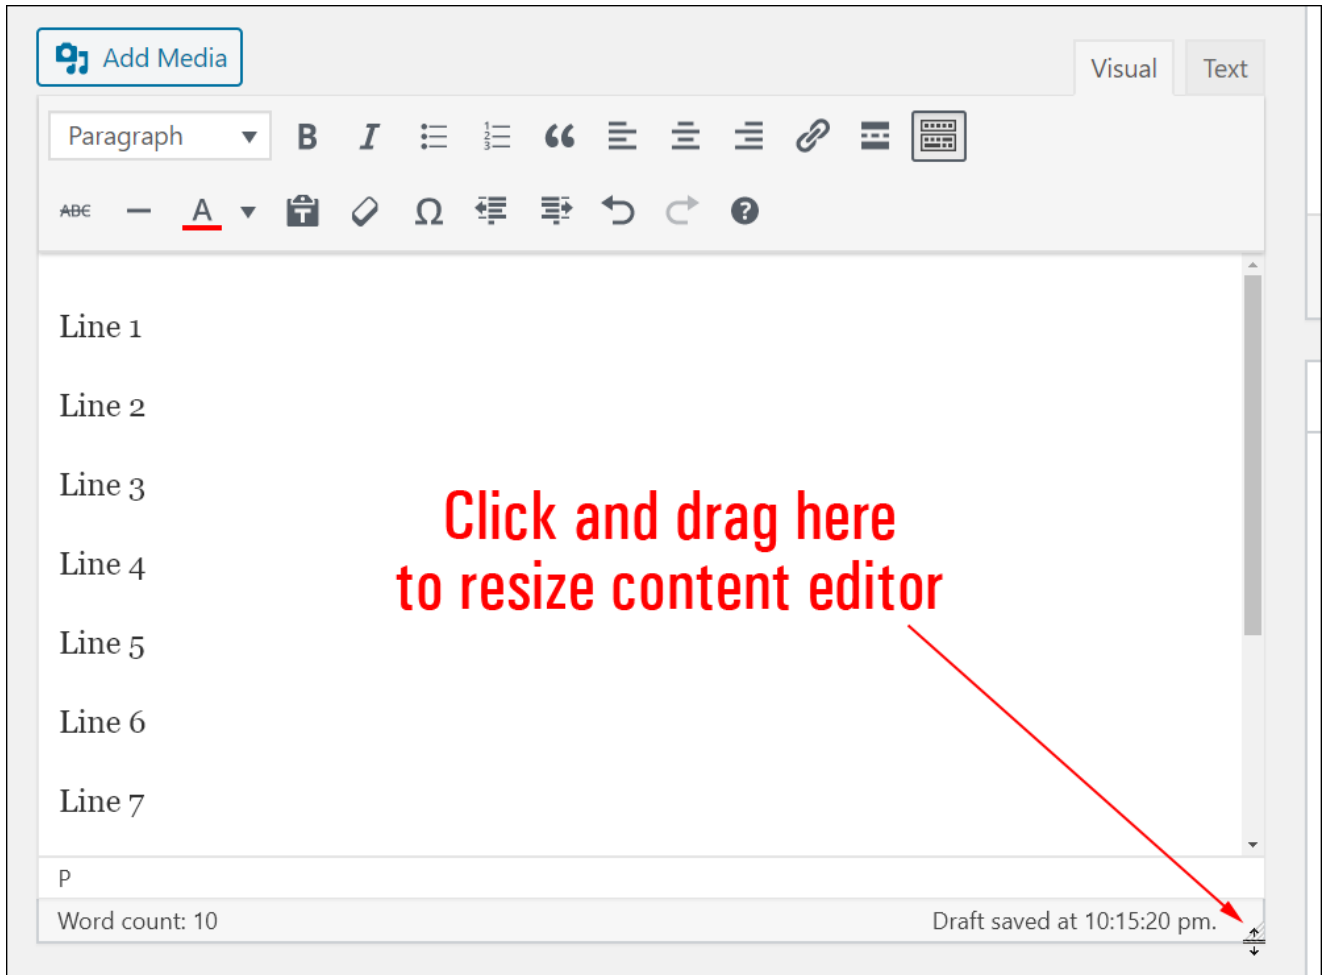 Add Media
Visual Text
Paragraph
ABC A
Line 1
Line 2
Line 3
Line 4
Line 5
Line 6
Line 7
Click and drag here
to resize content editor
P
Word count: 10 Draft saved at 10:15:20 pm.